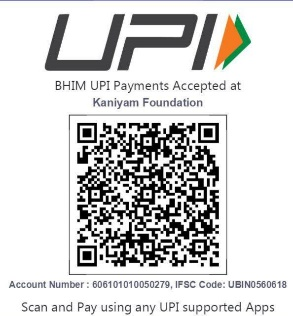 UPI
BHIM UPI Payments Accepted at
Kaniyam Foundation
Account Number : 606101010050279, IFSC Code: UBIN0560618
Scan and Pay using any UPI supported Apps